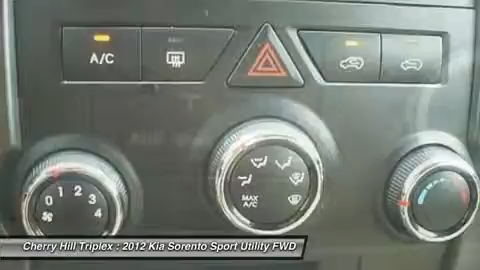 A/C
1 2
0 3
4
MAX
A/C
Cherry Hill Triplex : 2012 Kia Sorento Sport Utility FWD